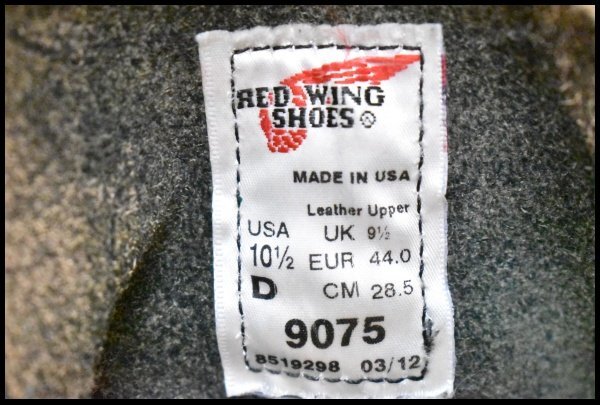 RED WING
SHOES ®
MADE IN USA
Leather Upper
USA UK 9½
10½ EUR 44.0
D CM 28.5
9075
8519298 03/12